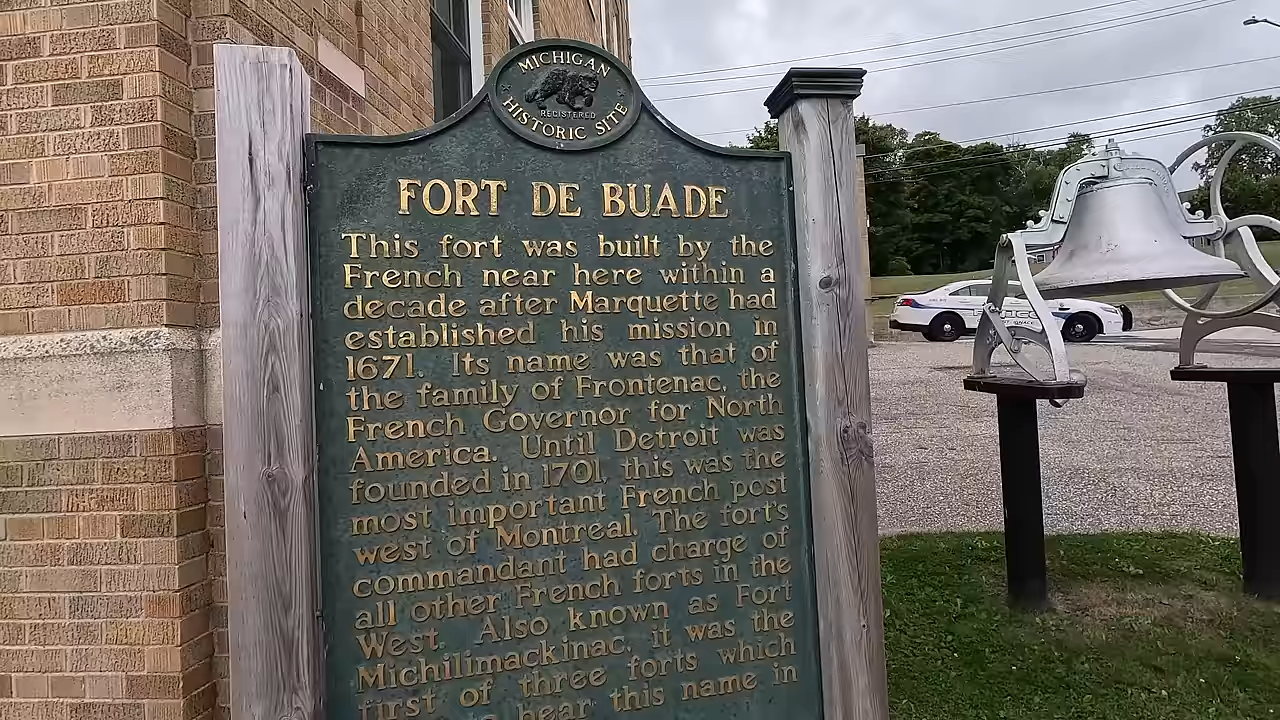 MICHIGAN
REGISTERED
HISTORIC SITE
FORT DE BUADE
This fort was built by the
French near here within a
decade after Marquette had
established his mission in
1671. Its name was that of
the family of Frontenac, the
French Governor for North
America. Until Detroit was
founded in 1701, this was the
most important French post
west of Montreal. The fort's
commandant had charge of
all other French forts in the
West. Also known as Fort
Michilimackinac, it was the
first of three forts which
bear this name in
POLICE
ST. IGNACE